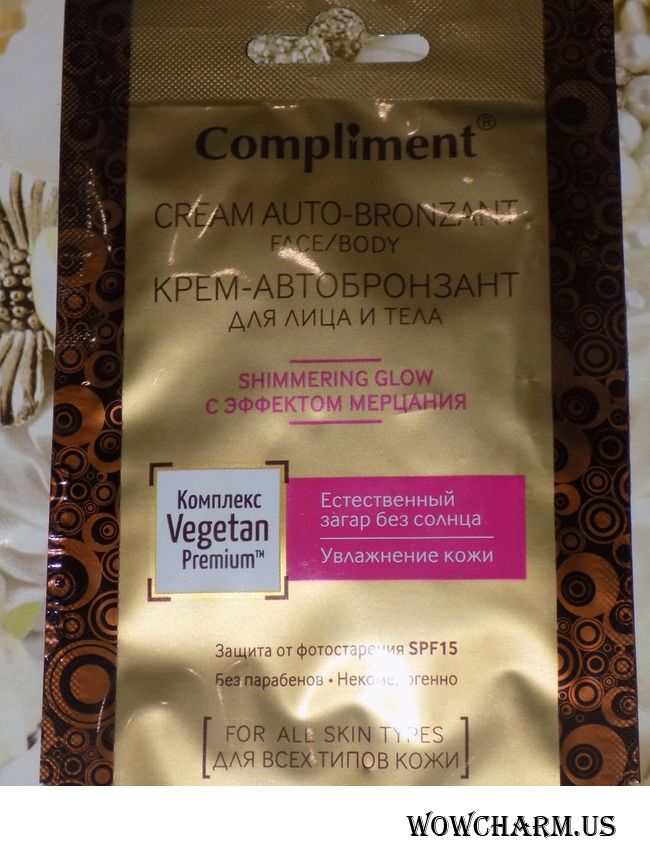 Compliment®
CREAM AUTO-BRONZANT
FACE/BODY
КРЕМ-АВТОБРОНЗАНТ
ДЛЯ ЛИЦА И ТЕЛА
SHIMMERING GLOW
С ЭФФЕКТОМ МЕРЦАНИЯ
Комплекс
Vegetan
Premium™
Естественный
загар без солнца
Увлажнение кожи
Защита от фотостарения SPF15
Без парабенов •
FOR ALL SKIN TYPES
ДЛЯ ВСЕХ ТИПОВ КОЖИ
WOWCHARM.US